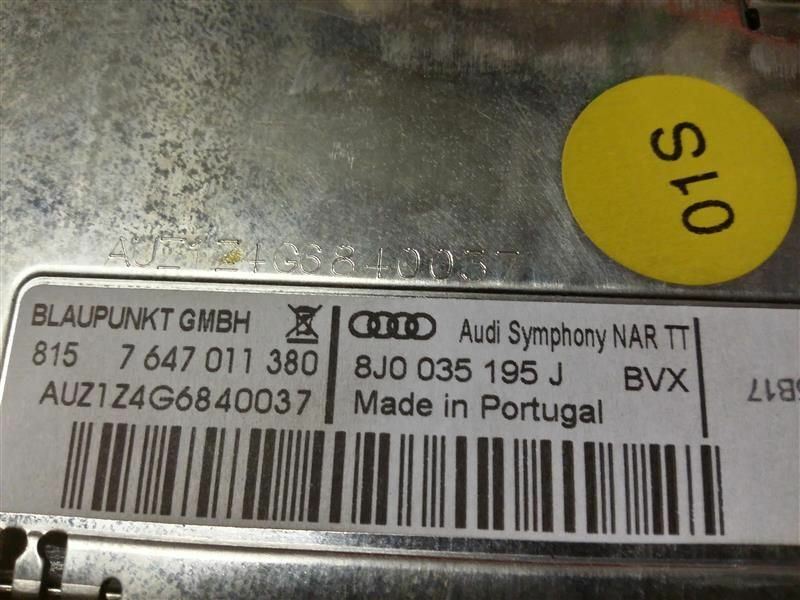 01S
AUZ1Z4G6840037
BLAUPUNKT GMBH
815 7 647 011 380
AUZ1Z4G6840037
Audi Symphony NAR TT
8J0 035 195 J BVX
Made in Portugal
6B17